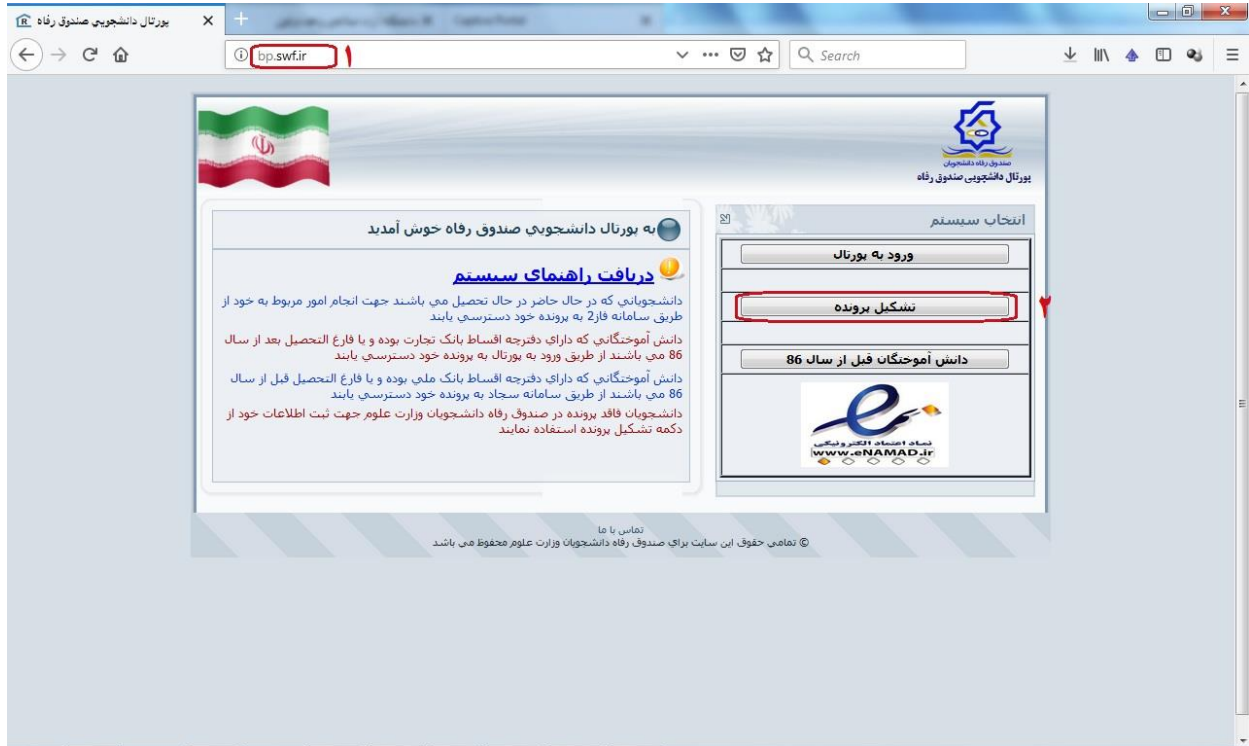 پورتال دانشجویی صندوق رفاه
bp.swf.ir
۱
Search
صندوق رفاه دانشجویان
پورتال دانشجویی صندوق رفاه
انتخاب سیستم
ورود به پورتال
تشکیل پرونده
۲
دانش آموختگان قبل از سال 86
نماد اعتماد الکترونیکی
www.eNAMAD.ir
به پورتال دانشجويي صندوق رفاه خوش آمديد
دریافت راهنمای سیستم
دانشجوياني كه در حال حاضر در حال تحصيل مي باشند جهت انجام امور مربوط به خود از
طريق سامانه فاز2 به پرونده خود دسترسي يابند
دانش آموختگاني كه داراي دفترچه اقساط بانک تجارت بوده و يا فارغ التحصيل بعد از سال
86 مي باشند از طريق ورود به پورتال به پرونده خود دسترسي يابند
دانش آموختگاني كه داراي دفترچه اقساط بانک ملي بوده و يا فارغ التحصيل قبل از سال
86 مي باشند از طريق سامانه سجاد به پرونده خود دسترسي يابند
دانشجويان فاقد پرونده در صندوق رفاه دانشجويان وزارت علوم جهت ثبت اطلاعات خود از
دكمه تشكيل پرونده استفاده نمايند
تماس با ما
© تمامي حقوق اين سايت براي صندوق رفاه دانشجويان وزارت علوم محفوظ مي باشد